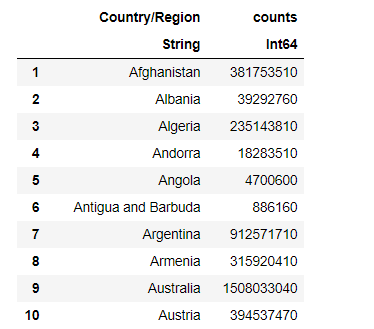 Country/Region counts
String Int64
1 Afghanistan 381753510
2 Albania 39292760
3 Algeria 235143810
4 Andorra 18283510
5 Angola 4700600
6 Antigua and Barbuda 886160
7 Argentina 912571710
8 Armenia 315920410
9 Australia 1508033040
10 Austria 394537470